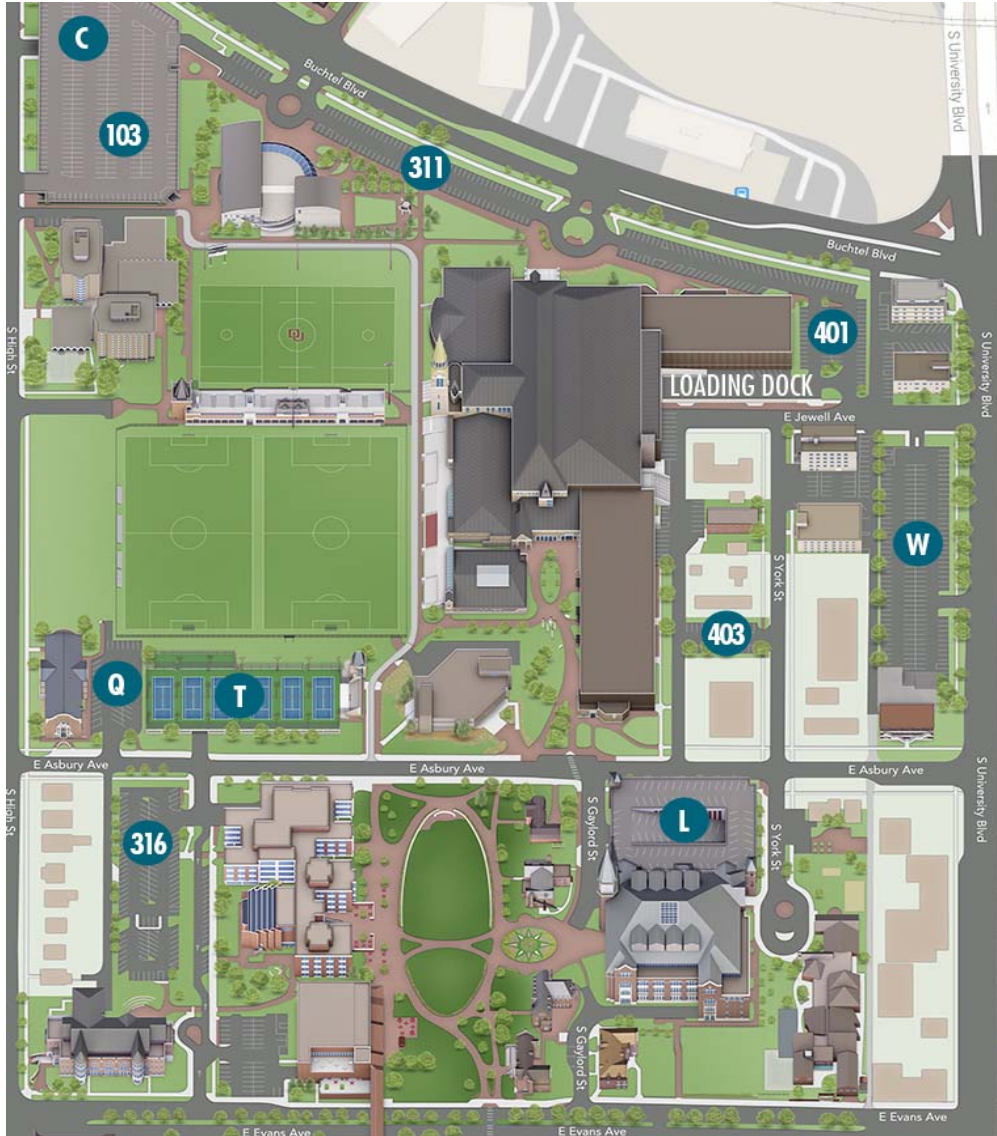 C
S University Blvd
Buchtel Blvd
103
311
Buchtel Blvd
S High St
401
S University Blvd
LOADING DOCK
E Jewell Ave
W
S York St
403
Q
T
E Asbury Ave
E Asbury Ave
E Asbury Ave
S High St
S Gaylord St
L
S York St
S University Blvd
316
S Gaylord St
E Evans Ave
E Evans Ave
E Evans Ave